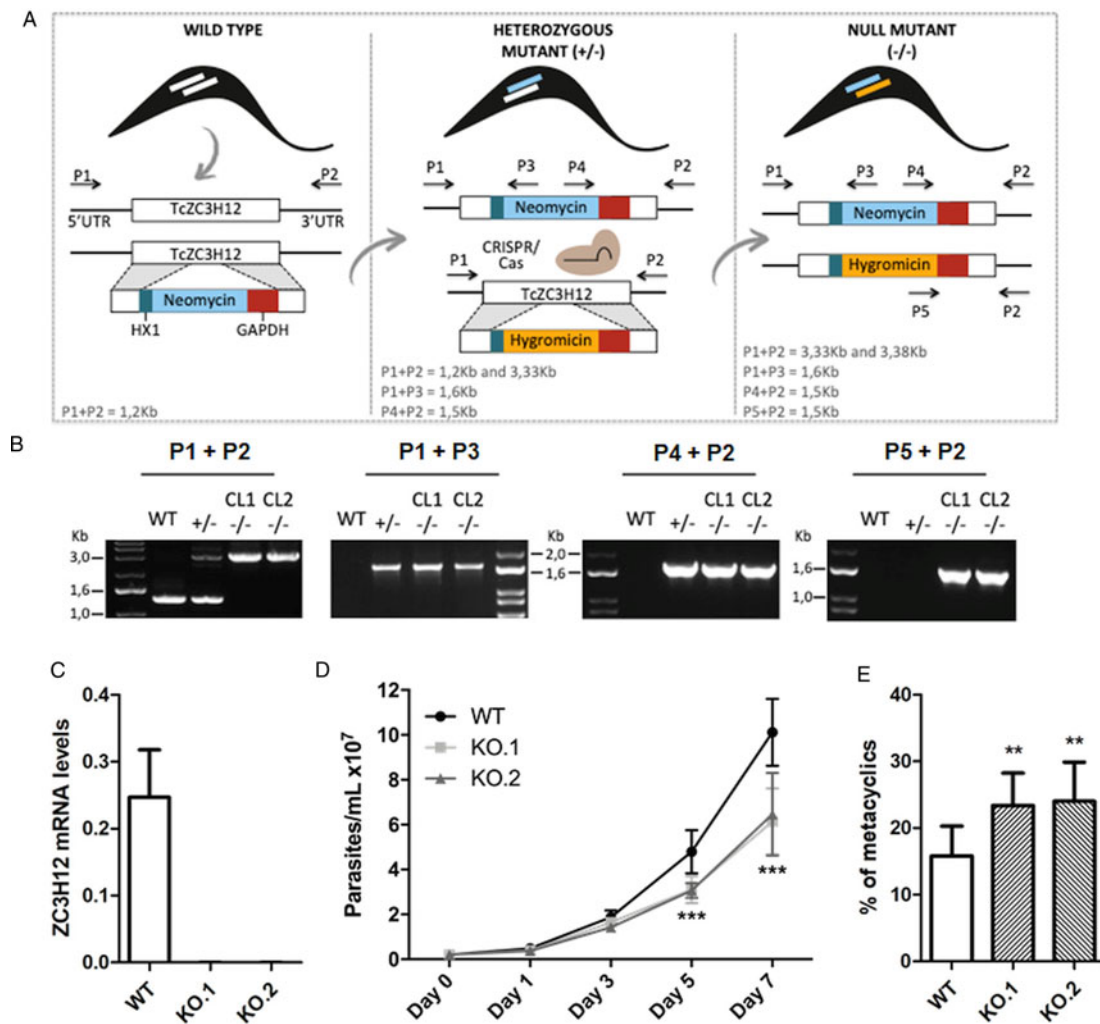 A
WILD TYPE
P1
P2
TcZC3H12
5'UTR
3'UTR
TcZC3H12
Neomycin
HX1
GAPDH
P1+P2 = 1,2Kb
HETEROZYGOUS
MUTANT (+/-)
P1
P3
P4
P2
Neomycin
CRISPR/
Cas
P1
P2
TcZC3H12
Hygromicin
P1+P2 = 1,2Kb and 3,33Kb
P1+P3 = 1,6Kb
P4+P2 = 1,5Kb
NULL MUTANT
(-/-)
P1
P3
P4
P2
Neomycin
Hygromicin
P5
P2
P1+P2 = 3,33Kb and 3,38Kb
P1+P3 = 1,6Kb
P4+P2 = 1,5Kb
P5+P2 = 1,5Kb
B
P1 + P2
CL1 CL2
WT +/- -/- -/-
Kb
3,0
1,6
1,0
P1 + P3
CL1 CL2
WT +/- -/- -/-
P4 + P2
CL1 CL2
WT +/- -/- -/-
Kb
2,0
1,6
P5 + P2
CL1 CL2
WT +/- -/- -/-
Kb
1,6
1,0
C
ZC3H12 mRNA levels
0.4
0.3
0.2
0.1
0.0
WT
KO.1
KO.2
D
Parasites/mL x10⁷
12
10
8
6
4
2
0
WT
KO.1
KO.2
***
***
Day 0
Day 1
Day 3
Day 5
Day 7
E
% of metacyclics
40
30
20
10
0
**
**
WT
KO.1
KO.2